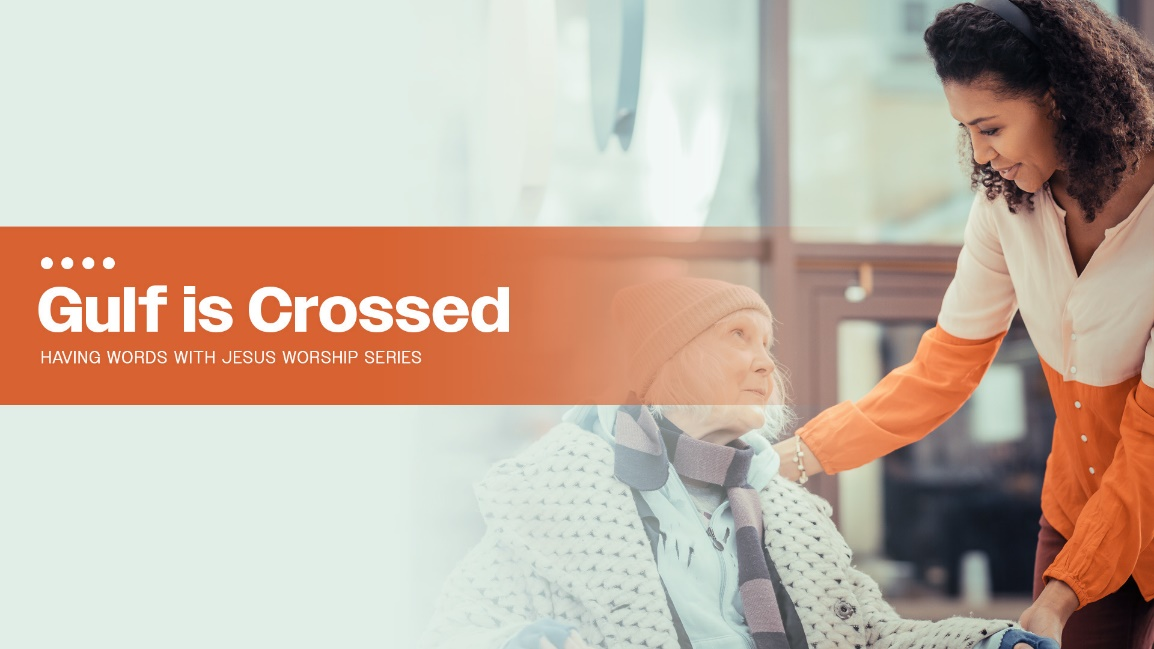 Gulf is Crossed
HAVING WORDS WITH JESUS WORSHIP SERIES